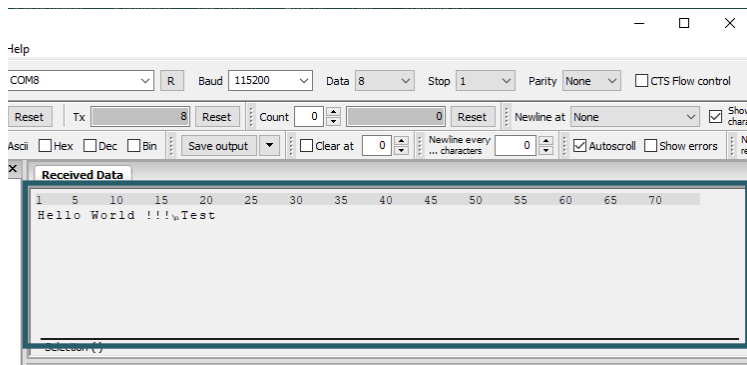 Help
COM8 R Baud 115200 Data 8 Stop 1 Parity None CTS Flow control
Reset Tx 8 Reset Count 0 0 Reset Newline at None
Ascii Hex Dec Bin Save output Clear at 0 Newline every ... characters 0 Autoscroll Show errors
Received Data
1 5 10 15 20 25 30 35 40 45 50 55 60 65 70
Hello World !!!\nTest
Selection ()